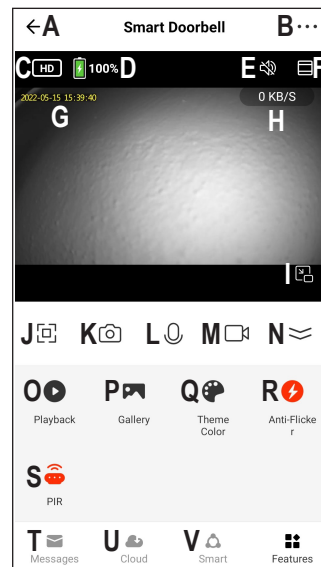 A Smart Doorbell B
C HD 100% D E F
2022-05-15 15:39:40 0 KB/S
G H
I
J K L M N
O P Q R
Playback Gallery Theme Color Anti-Flicke r
S
PIR
T U V
Messages Cloud Smart Features